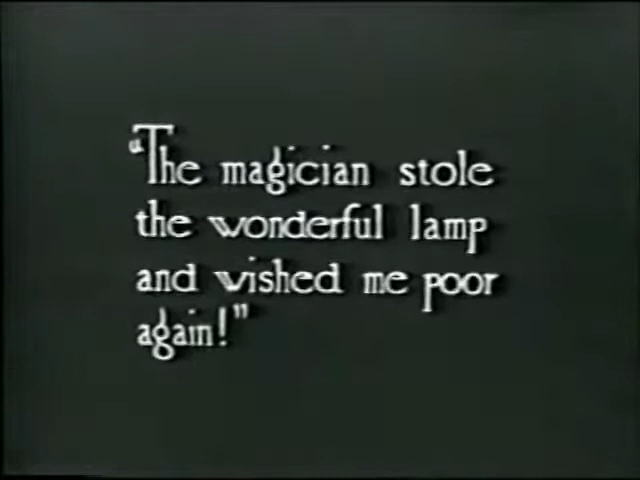 "The magician stole
the wonderful lamp
and wished me poor
again!"